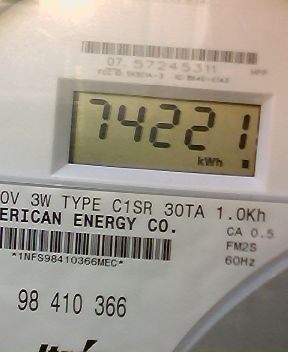 07 57245311
74221
kWh
0V 3W TYPE C1SR 30TA 1.0Kh
ERICAN ENERGY CO.
CA 0.5
FM2S
*1NFS98410366MEC*
60Hz
98 410 366